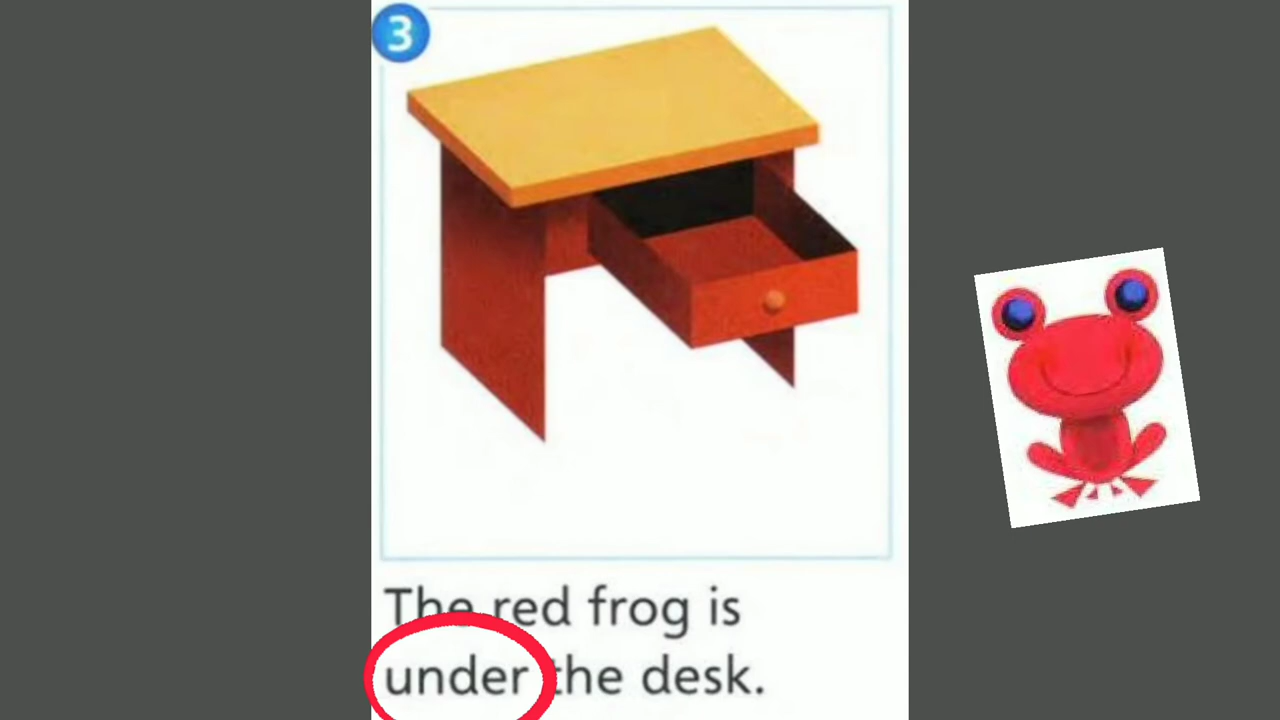 3
The red frog is
under the desk.